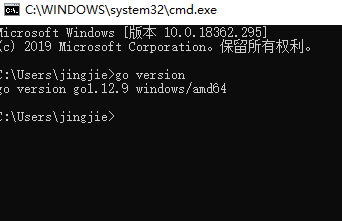 C:\WINDOWS\system32\cmd.exe
Microsoft Windows [版本 10.0.18362.295]
(c) 2019 Microsoft Corporation。保留所有权利。
C:\Users\jingjie>go version
go version go1.12.9 windows/amd64
C:\Users\jingjie>